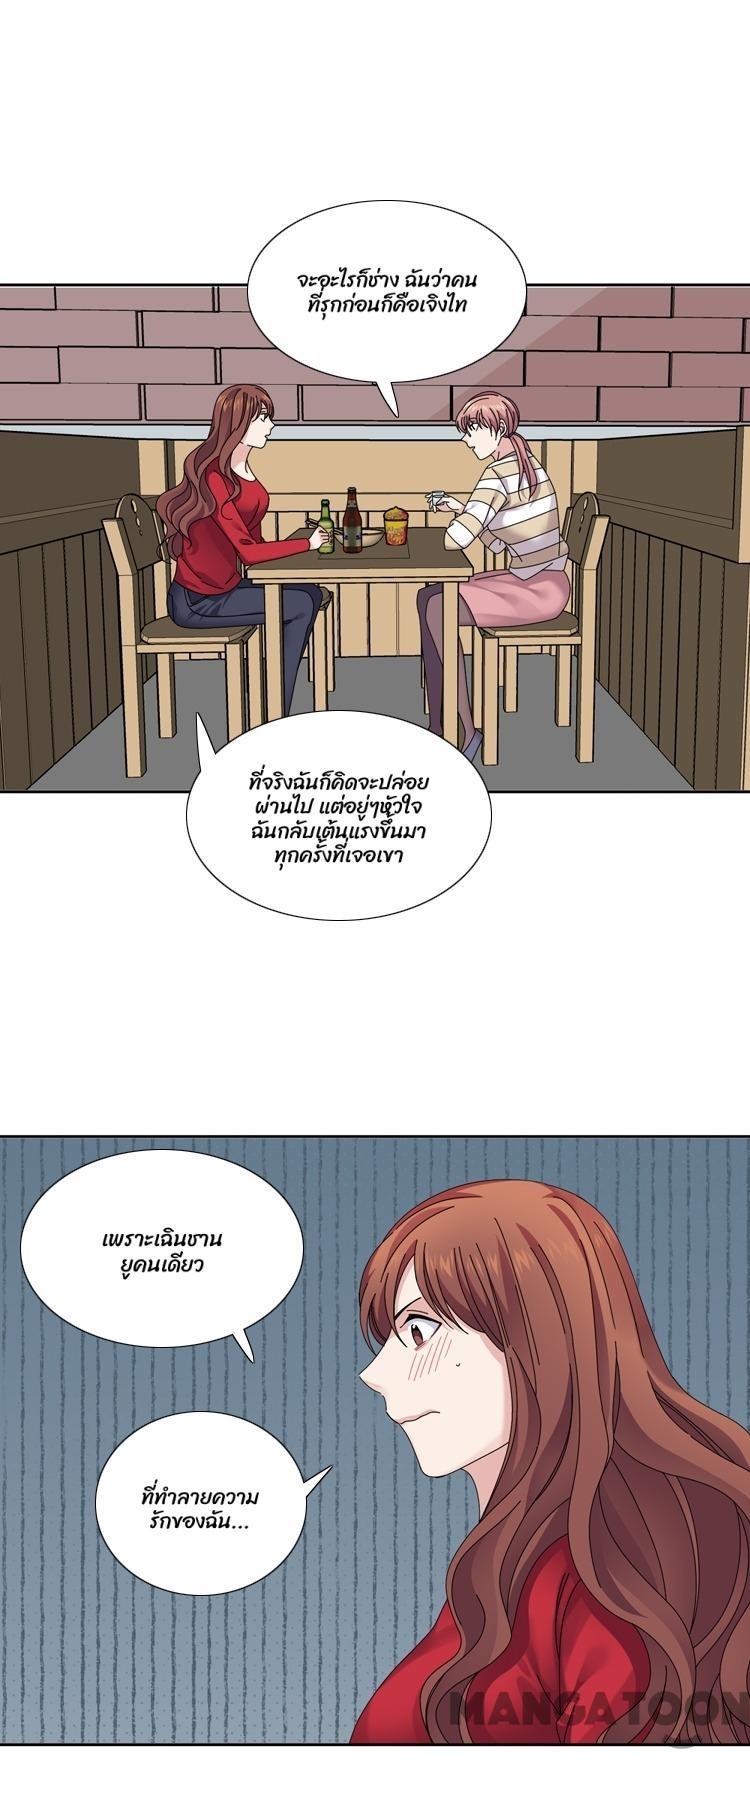 จะอะไรก็ช่าง ฉันว่าคน
ที่รุกก่อนก็คือเจิงไท
ที่จริงฉันก็คิดจะปล่อย
ผ่านไป แต่อยู่ๆหัวใจ
ฉันกลับเต้นแรงขึ้นมา
ทุกครั้งที่เจอเขา
เพราะเฉินชาน
ยูคนเดียว
ที่ทำลายความ
รักของฉัน...
MANGATOON